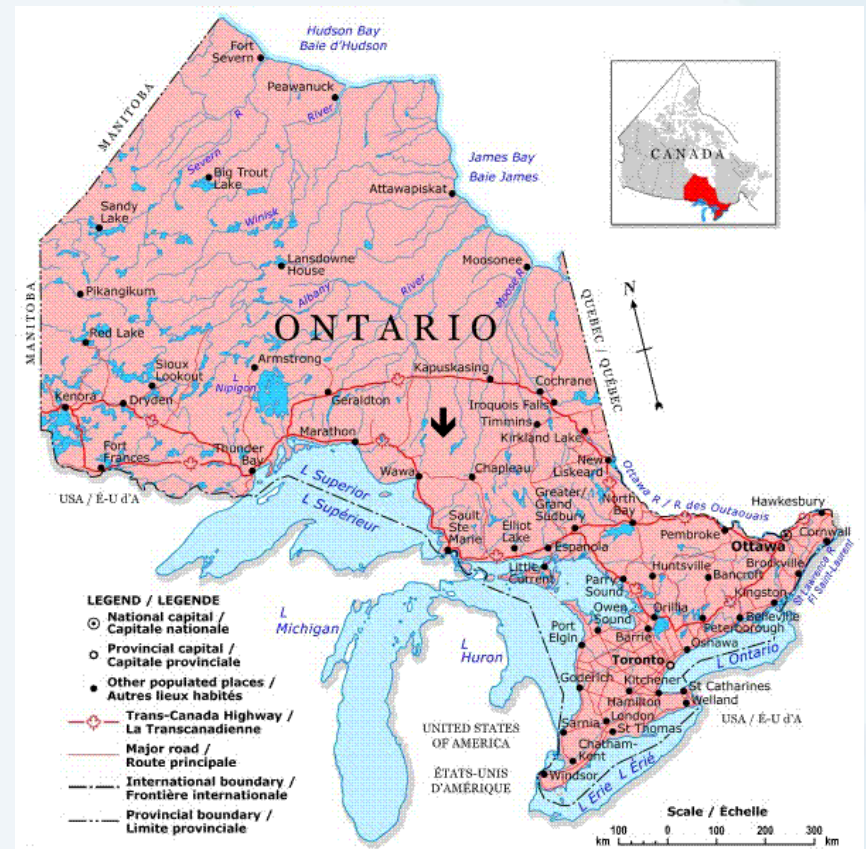 Hudson Bay
Baie d'Hudson
Fort
Severn
Peawanuck
River
MANITOBA
Severn
R
Big Trout
Lake
James Bay
Baie James
Attawapiskat
CANADA
Sandy
Lake
Winisk
Lansdowne
House
Moosonee
Pikangikum
Albany
River
Moose R
N
MANITOBA
ONTARIO
QUEBEC / QUÉBEC
Red Lake
Sioux
Lookout
Armstrong
L
Nipigon
Kapuskasing
Cochrane
Kenora
Dryden
Geraldton
Iroquois Falls
Timmins
Marathon
Kirkland Lake
Fort
Frances
Thunder
Bay
Wawa
Chapleau
New
Liskeard
USA / É-U d'A
L Superior
L Supérieur
Ottawa R / R des Outaouais
Greater/
Grand
Sudbury
North
Bay
Hawkesbury
Sault
Ste
Marie
Elliot
Lake
Espanola
Pembroke
Ottawa
Cornwall
Little
Current
Huntsville
Bancroft
Brockville
St Lawrence R
Fl Saint-Laurent
Parry
Sound
Kingston
Owen
Sound
Orillia
Belleville
Peterborough
Port
Elgin
Barrie
Oshawa
L
Michigan
L
Huron
Toronto
L Ontario
Goderich
Kitchener
St Catharines
Hamilton
Welland
London
USA / É-U d'A
Sarnia
St Thomas
UNITED STATES
OF AMERICA
Chatham-
Kent
ÉTATS-UNIS
D'AMÉRIQUE
Windsor
L Erie L Érié
LEGEND / LEGENDE
National capital /
Capitale nationale
Provincial capital /
Capitale provinciale
Other populated places /
Autres lieux habités
Trans-Canada Highway /
La Transcanadienne
Major road /
Route principale
International boundary /
Frontière internationale
Provincial boundary /
Limite provinciale
Scale / Échelle
km 100 0 100 200 300 km